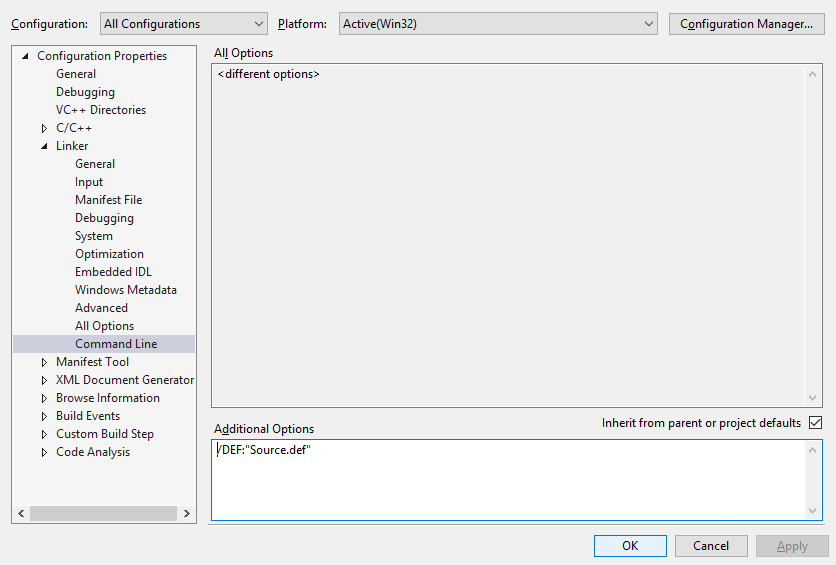 Configuration: All Configurations Platform: Active(Win32) Configuration Manager...
Configuration Properties
General
Debugging
VC++ Directories
C/C++
Linker
General
Input
Manifest File
Debugging
System
Optimization
Embedded IDL
Windows Metadata
Advanced
All Options
Command Line
Manifest Tool
XML Document Generator
Browse Information
Build Events
Custom Build Step
Code Analysis
All Options
<different options>
Additional Options Inherit from parent or project defaults
/DEF:"Source.def"
OK Cancel Apply